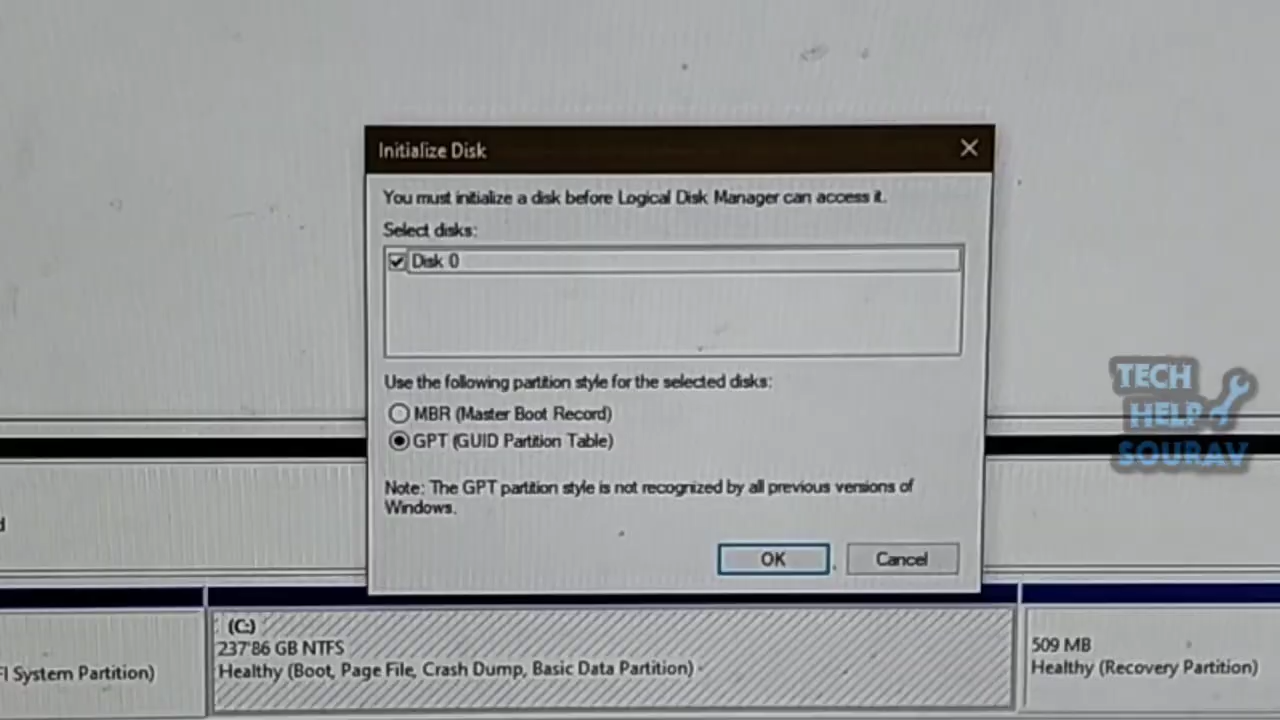 Initialize Disk
You must initialize a disk before Logical Disk Manager can access it.
Select disks:
Disk 0
Use the following partition style for the selected disks:
MBR (Master Boot Record)
GPT (GUID Partition Table)
Note: The GPT partition style is not recognized by all previous versions of
Windows.
OK
Cancel
TECH
HELP
SOURAV
(C:)
237'86 GB NTFS
Healthy (Boot, Page File, Crash Dump, Basic Data Partition)
509 MB
Healthy (Recovery Partition)
System Partition)